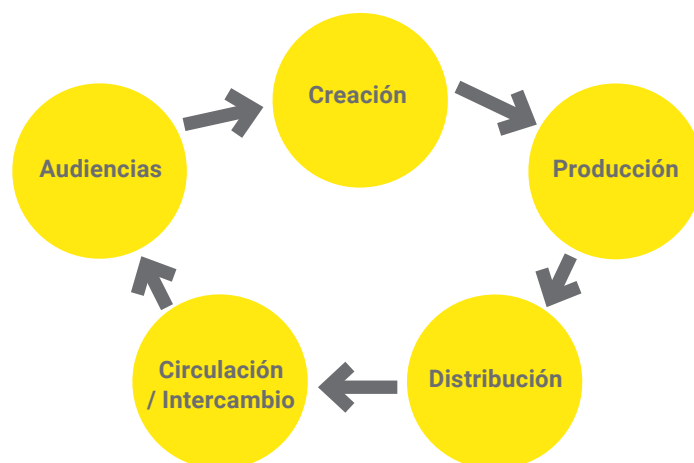 Creación
Audiencias
Producción
Circulación
/ Intercambio
Distribución